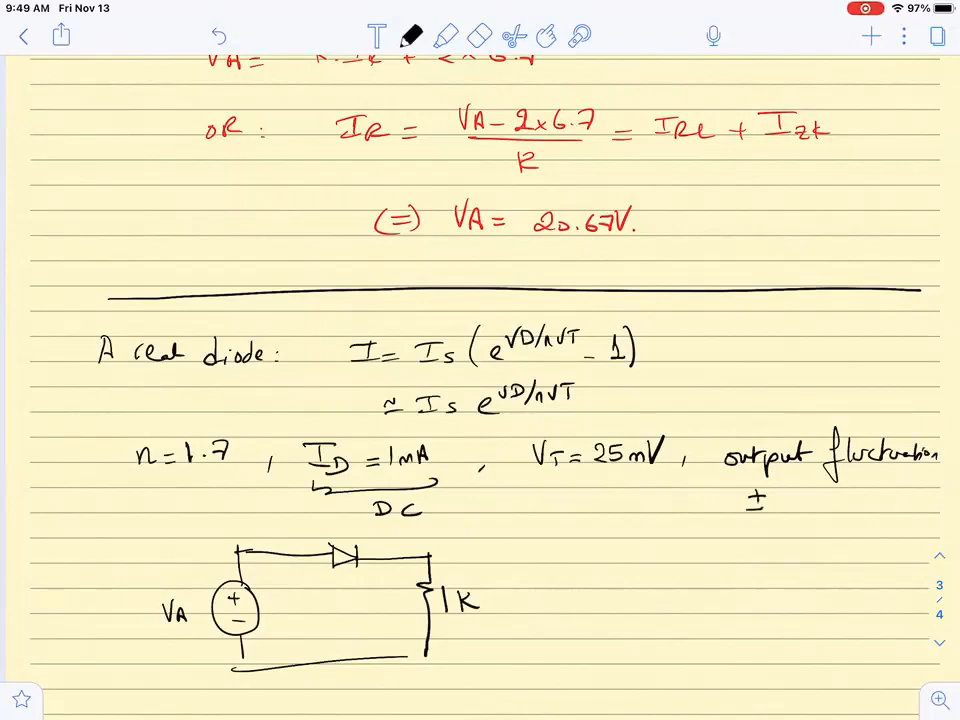 9:49 AM Fri Nov 13
97%
OR : IR = VA - 2x6.7 / R = IRL + IZK
(=) VA = 20.67V.
A real diode: I = Is (e^VD/nVT - 1)
≃ Is e^VD/nVT
n = 1.7 , ID = 1mA , VT = 25mV , output fluctuation
DC ±
VA + - 1K
3
/
4